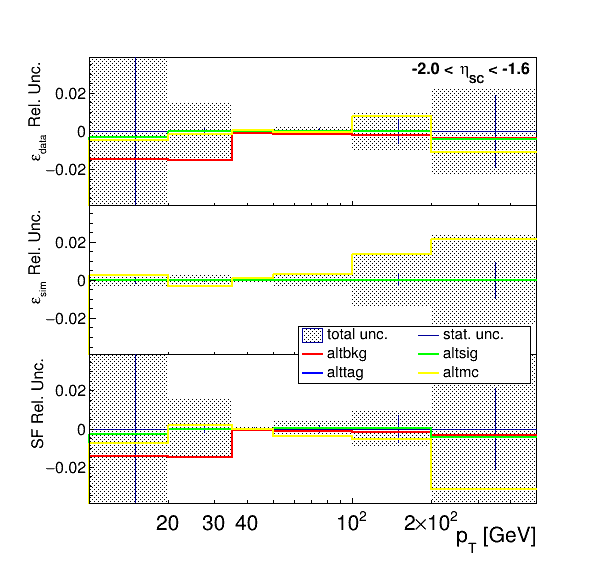 -2.0 < ηSC < -1.6
εdata Rel. Unc.
0.02
0
−0.02
εsim Rel. Unc.
0.02
0
−0.02
total unc. stat. unc.
altbkg altsig
alttag altmc
SF Rel. Unc.
0.02
0
−0.02
20 30 40 10² 2×10²
pT [GeV]